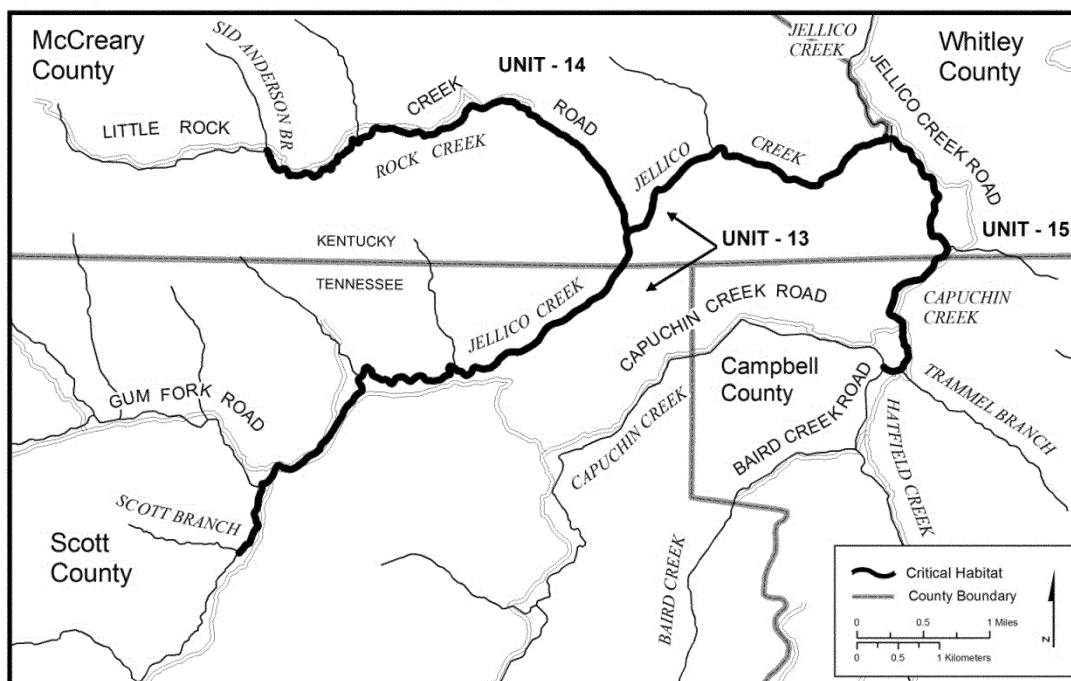 McCreary
County
SID ANDERSON BR
UNIT - 14
JELLICO
CREEK
Whitley
County
LITTLE ROCK
CREEK
ROAD
ROCK CREEK
JELLICO
CREEK
JELLICO CREEK ROAD
KENTUCKY
TENNESSEE
UNIT - 13
UNIT - 15
JELLICO CREEK
CAPUCHIN CREEK ROAD
CAPUCHIN
CREEK
GUM FORK ROAD
Campbell
County
CAPUCHIN CREEK
BAIRD CREEK ROAD
HATFIELD CREEK
TRAMMEL BRANCH
SCOTT BRANCH
Scott
County
BAIRD CREEK
Critical Habitat
County Boundary
0 0.5 1 Miles
0 0.5 1 Kilometers
N